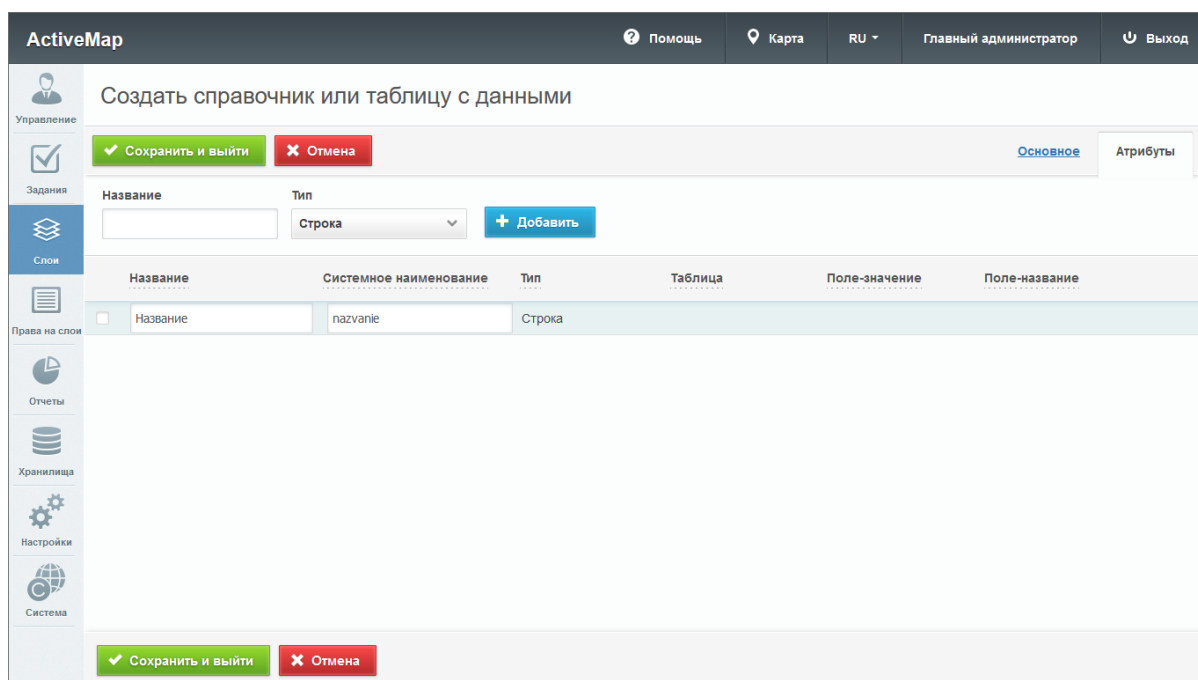 ActiveMap Помощь Карта RU Главный администратор Выход
Управление
Создать справочник или таблицу с данными
Сохранить и выйти Отмена Основное Атрибуты
Задания
Название Тип
Строка Добавить
Слои
Название Системное наименование Тип Таблица Поле-значение Поле-название
Название nazvanie Строка
Права на слои
Отчеты
Хранилища
Настройки
Система
Сохранить и выйти Отмена